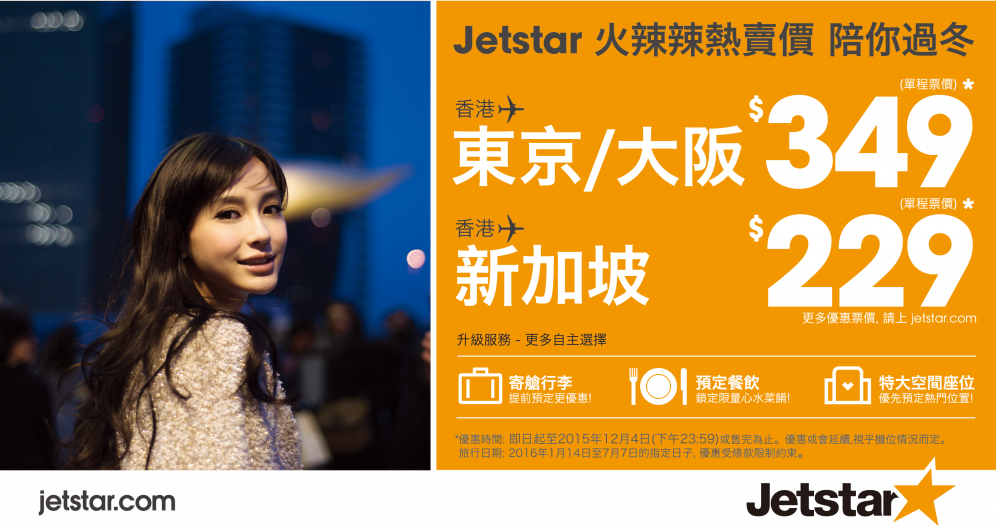 Jetstar 火辣辣熱賣價 陪你過冬
(單程票價) *
香港
東京/大阪 $349
(單程票價) *
香港
新加坡 $229
更多優惠票價, 請上 jetstar.com
升級服務 - 更多自主選擇
寄艙行李
提前預定更優惠!
預定餐飲
鎖定限量心水菜餚!
特大空間座位
優先預定熱門位置!
*優惠時間: 即日起至2015年12月4日(下午23:59)或售完為止。優惠或會延續,視乎機位情況而定。
旅行日期: 2016年1月14日至7月7日的指定日子, 優惠受條款限制約束。
jetstar.com
Jetstar